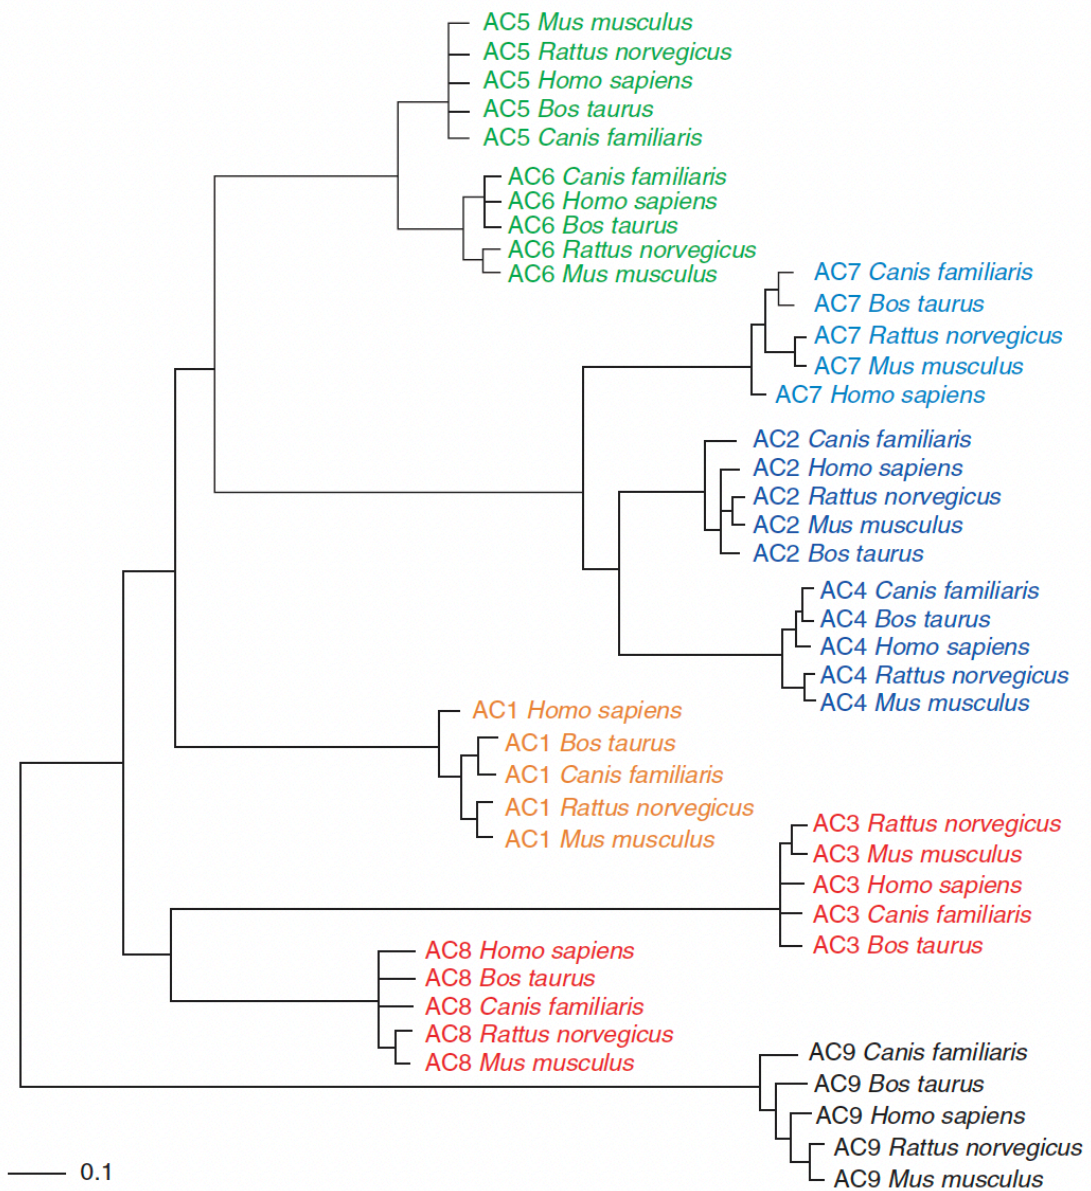 AC5 Mus musculus
AC5 Rattus norvegicus
AC5 Homo sapiens
AC5 Bos taurus
AC5 Canis familiaris
AC6 Canis familiaris
AC6 Homo sapiens
AC6 Bos taurus
AC6 Rattus norvegicus
AC6 Mus musculus
AC7 Canis familiaris
AC7 Bos taurus
AC7 Rattus norvegicus
AC7 Mus musculus
AC7 Homo sapiens
AC2 Canis familiaris
AC2 Homo sapiens
AC2 Rattus norvegicus
AC2 Mus musculus
AC2 Bos taurus
AC4 Canis familiaris
AC4 Bos taurus
AC4 Homo sapiens
AC4 Rattus norvegicus
AC4 Mus musculus
AC1 Homo sapiens
AC1 Bos taurus
AC1 Canis familiaris
AC1 Rattus norvegicus
AC1 Mus musculus
AC3 Rattus norvegicus
AC3 Mus musculus
AC3 Homo sapiens
AC3 Canis familiaris
AC3 Bos taurus
AC8 Homo sapiens
AC8 Bos taurus
AC8 Canis familiaris
AC8 Rattus norvegicus
AC8 Mus musculus
AC9 Canis familiaris
AC9 Bos taurus
AC9 Homo sapiens
AC9 Rattus norvegicus
AC9 Mus musculus
0.1